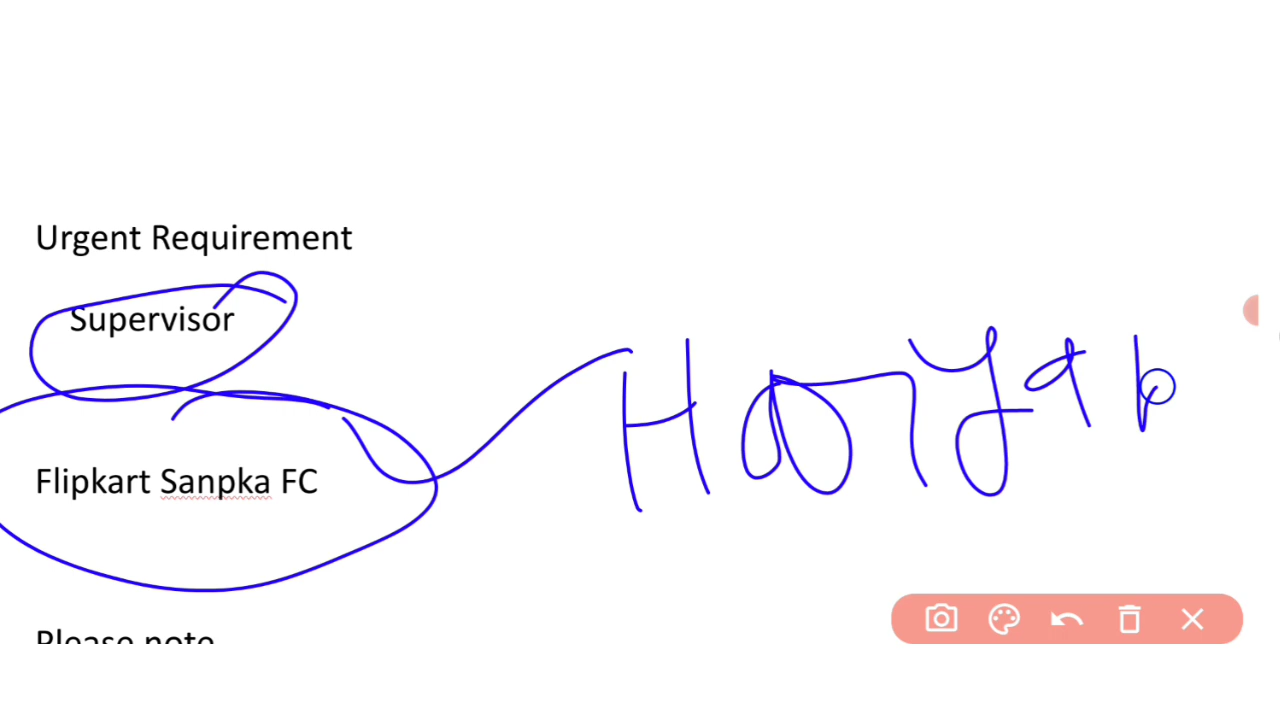 Urgent Requirement
Supervisor
Flipkart Sanpka FC
Please note